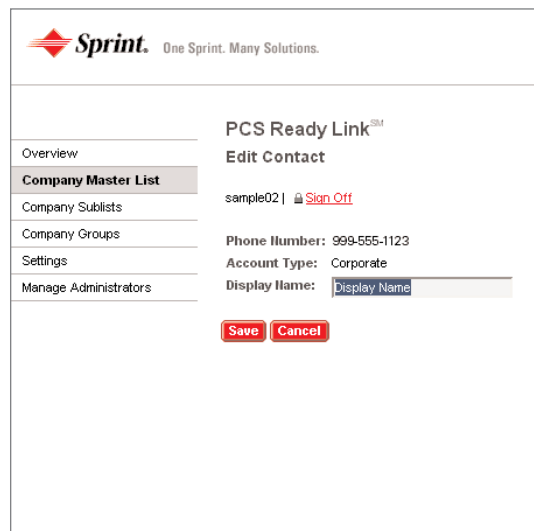 Sprint. One Sprint. Many Solutions.
PCS Ready Link℠
Edit Contact
sample02 | Sign Off
Phone Number: 999-555-1123
Account Type: Corporate
Display Name: Display Name
Save Cancel
Overview
Company Master List
Company Sublists
Company Groups
Settings
Manage Administrators